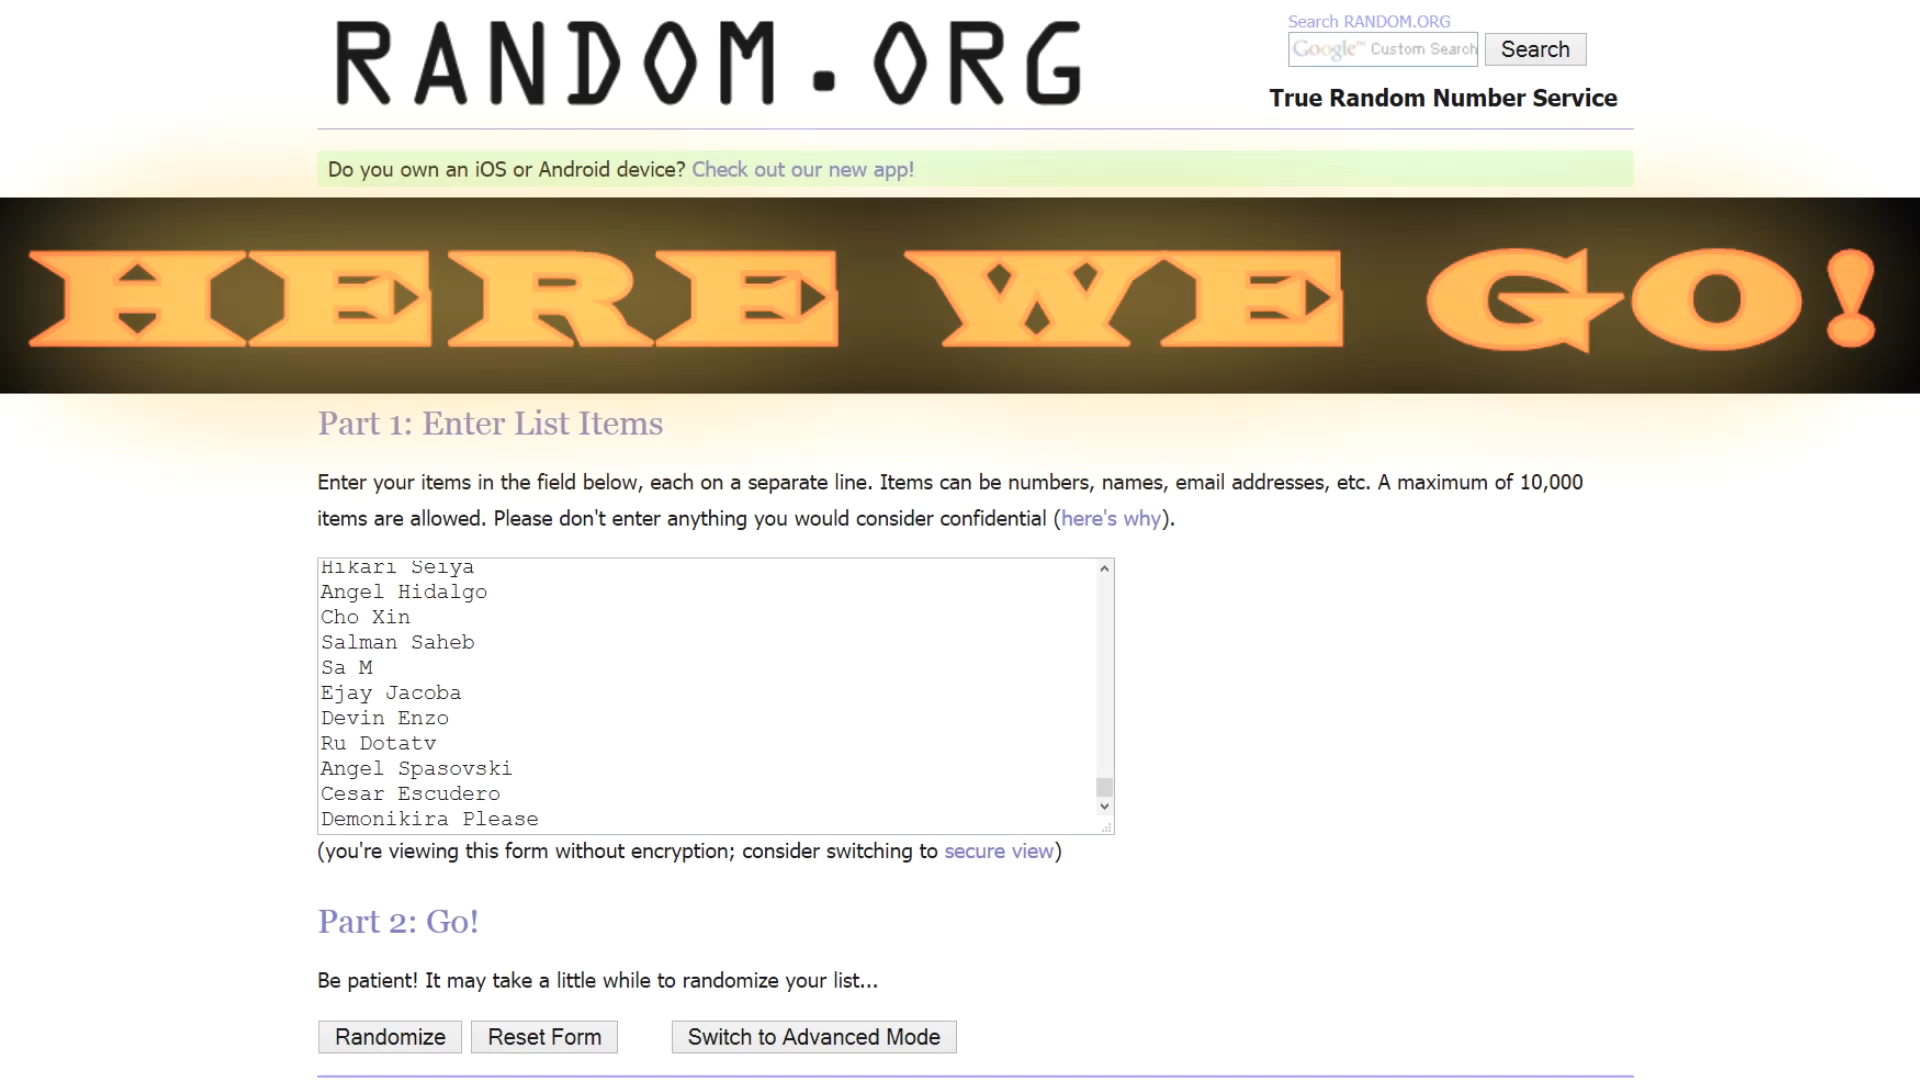 RANDOM.ORG
Search RANDOM.ORG
Google™ Custom Search
Search
True Random Number Service
Do you own an iOS or Android device? Check out our new app!
HERE WE GO!
Part 1: Enter List Items
Enter your items in the field below, each on a separate line. Items can be numbers, names, email addresses, etc. A maximum of 10,000
items are allowed. Please don't enter anything you would consider confidential (here's why).
Hikari Seiya
Angel Hidalgo
Cho Xin
Salman Saheb
Sa M
Ejay Jacoba
Devin Enzo
Ru Dotatv
Angel Spasovski
Cesar Escudero
Demonikira Please
(you're viewing this form without encryption; consider switching to secure view)
Part 2: Go!
Be patient! It may take a little while to randomize your list...
Randomize
Reset Form
Switch to Advanced Mode